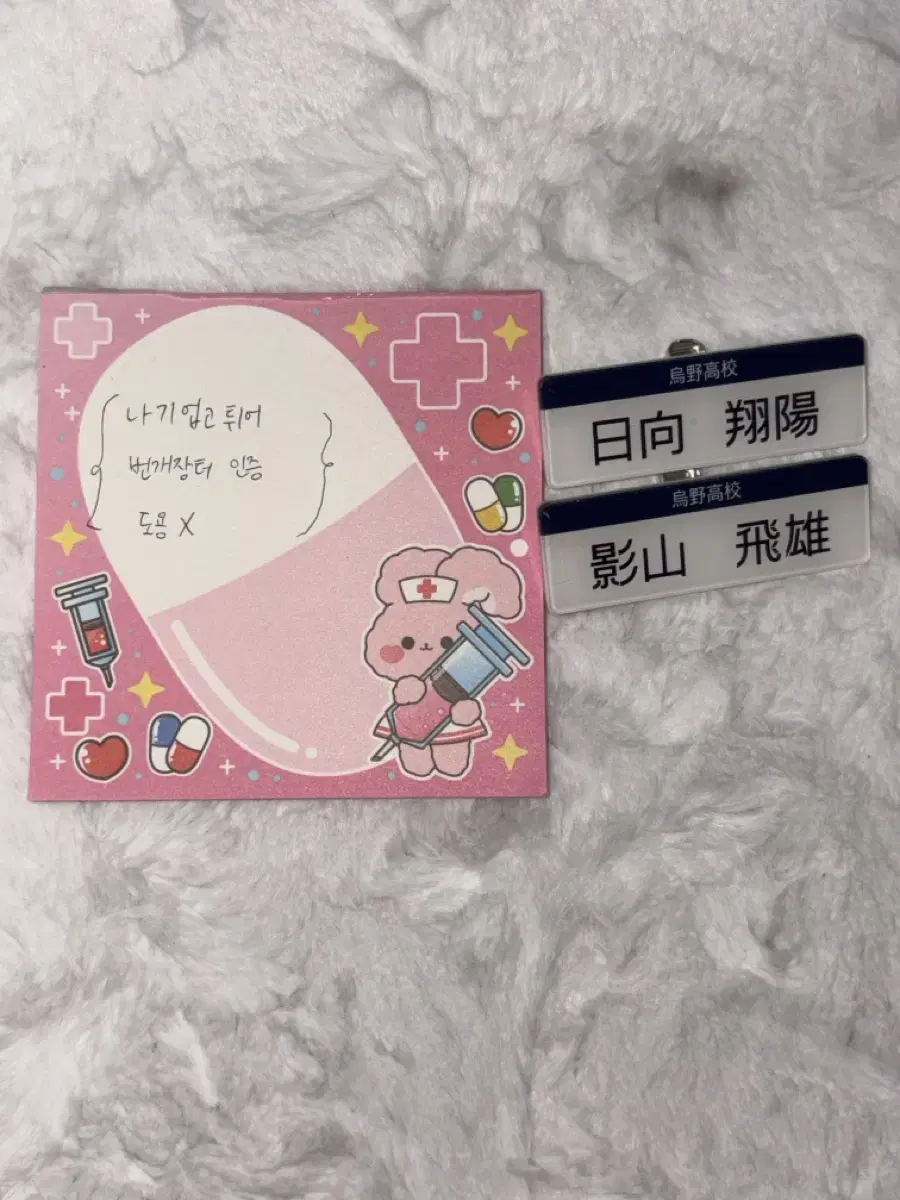 나기 업고 튀어
번개장터 인증
도용 X
烏野高校
日向 翔陽
烏野高校
影山 飛雄